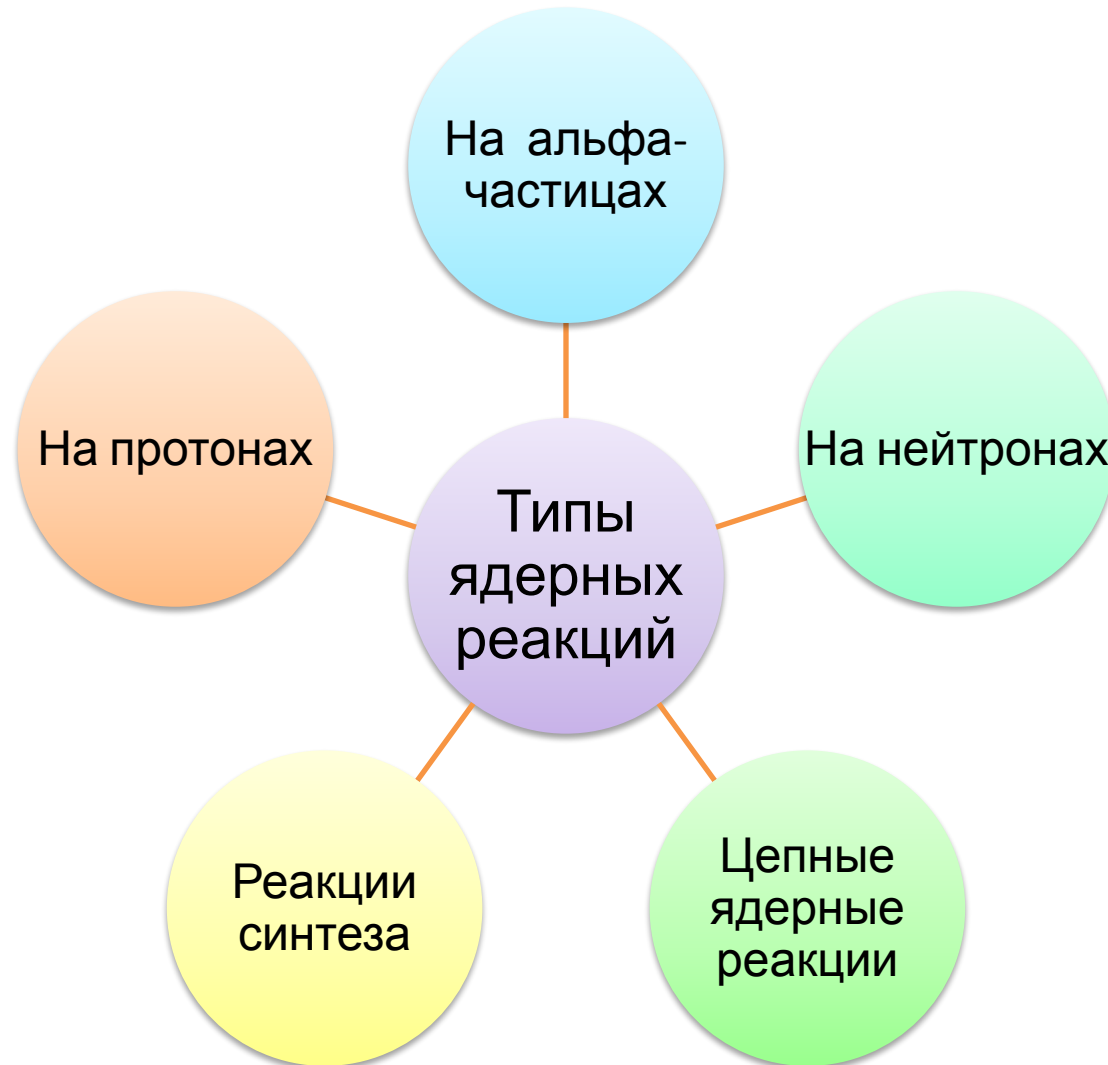 На альфа-
частицах
На протонах
На нейтронах
Типы
ядерных
реакций
Реакции
синтеза
Цепные
ядерные
реакции